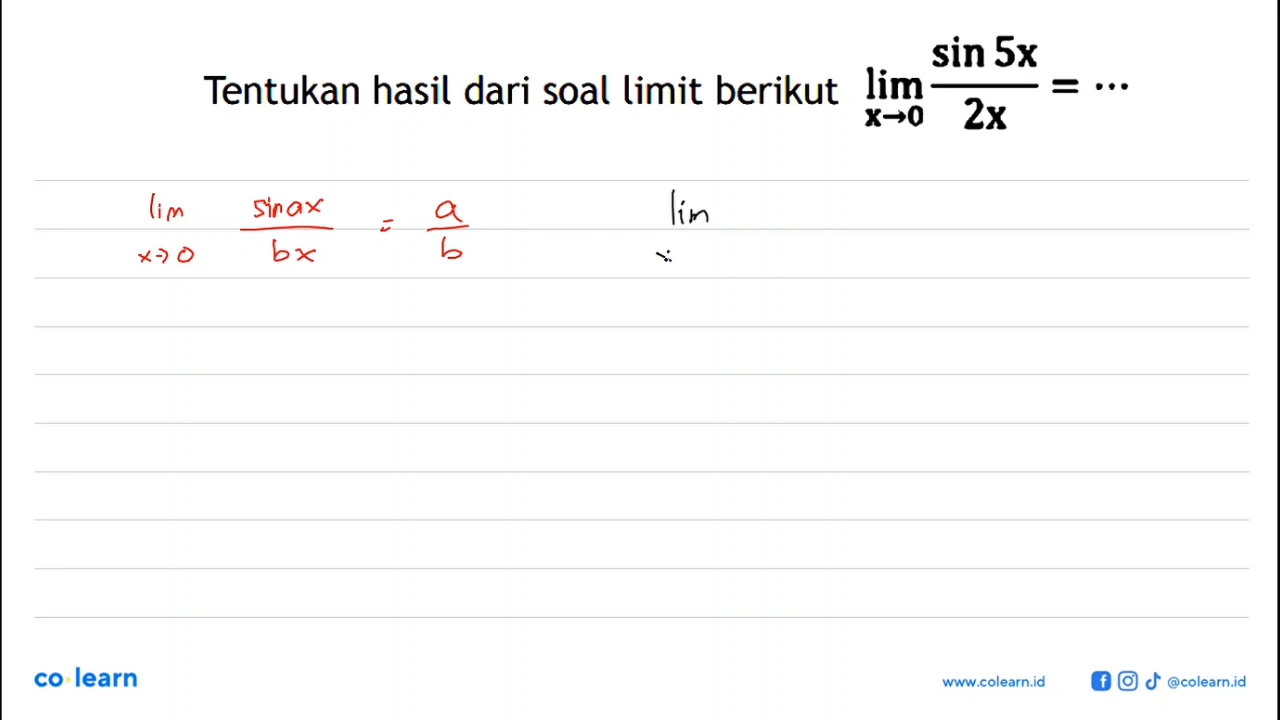 Tentukan hasil dari soal limit berikut lim x→0 sin 5x / 2x = ...
lim x→0 sin ax / bx = a / b
lim
x
co learn
www.colearn.id @colearn.id